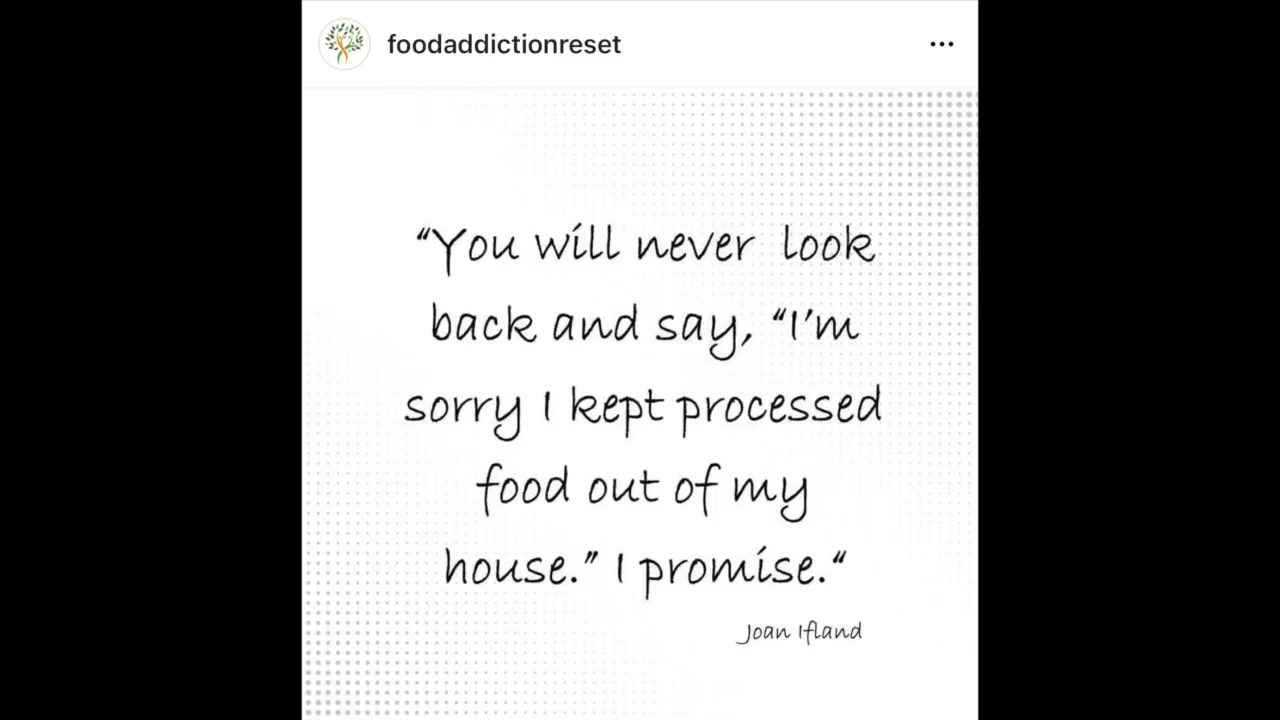 foodaddictionreset
“You will never look
back and say, “I’m
sorry I kept processed
food out of my
house.” I promise.“
Joan Ifland